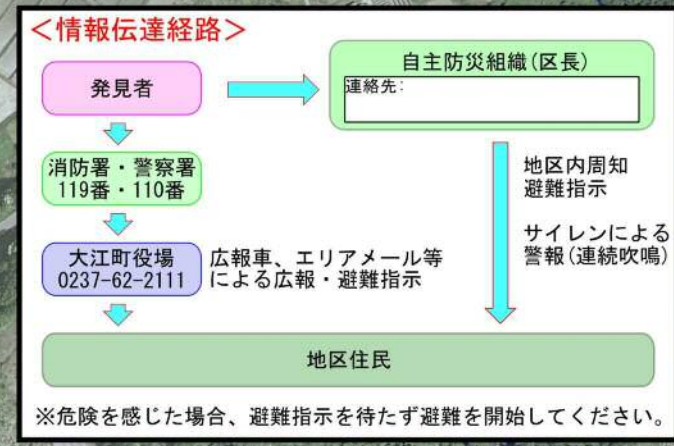 ＜情報伝達経路＞
発見者
自主防災組織(区長)
連絡先:
消防署・警察署
119番・110番
地区内周知
避難指示
サイレンによる
警報(連続吹鳴)
大江町役場
0237-62-2111
広報車、エリアメール等
による広報・避難指示
地区住民
※危険を感じた場合、避難指示を待たず避難を開始してください。